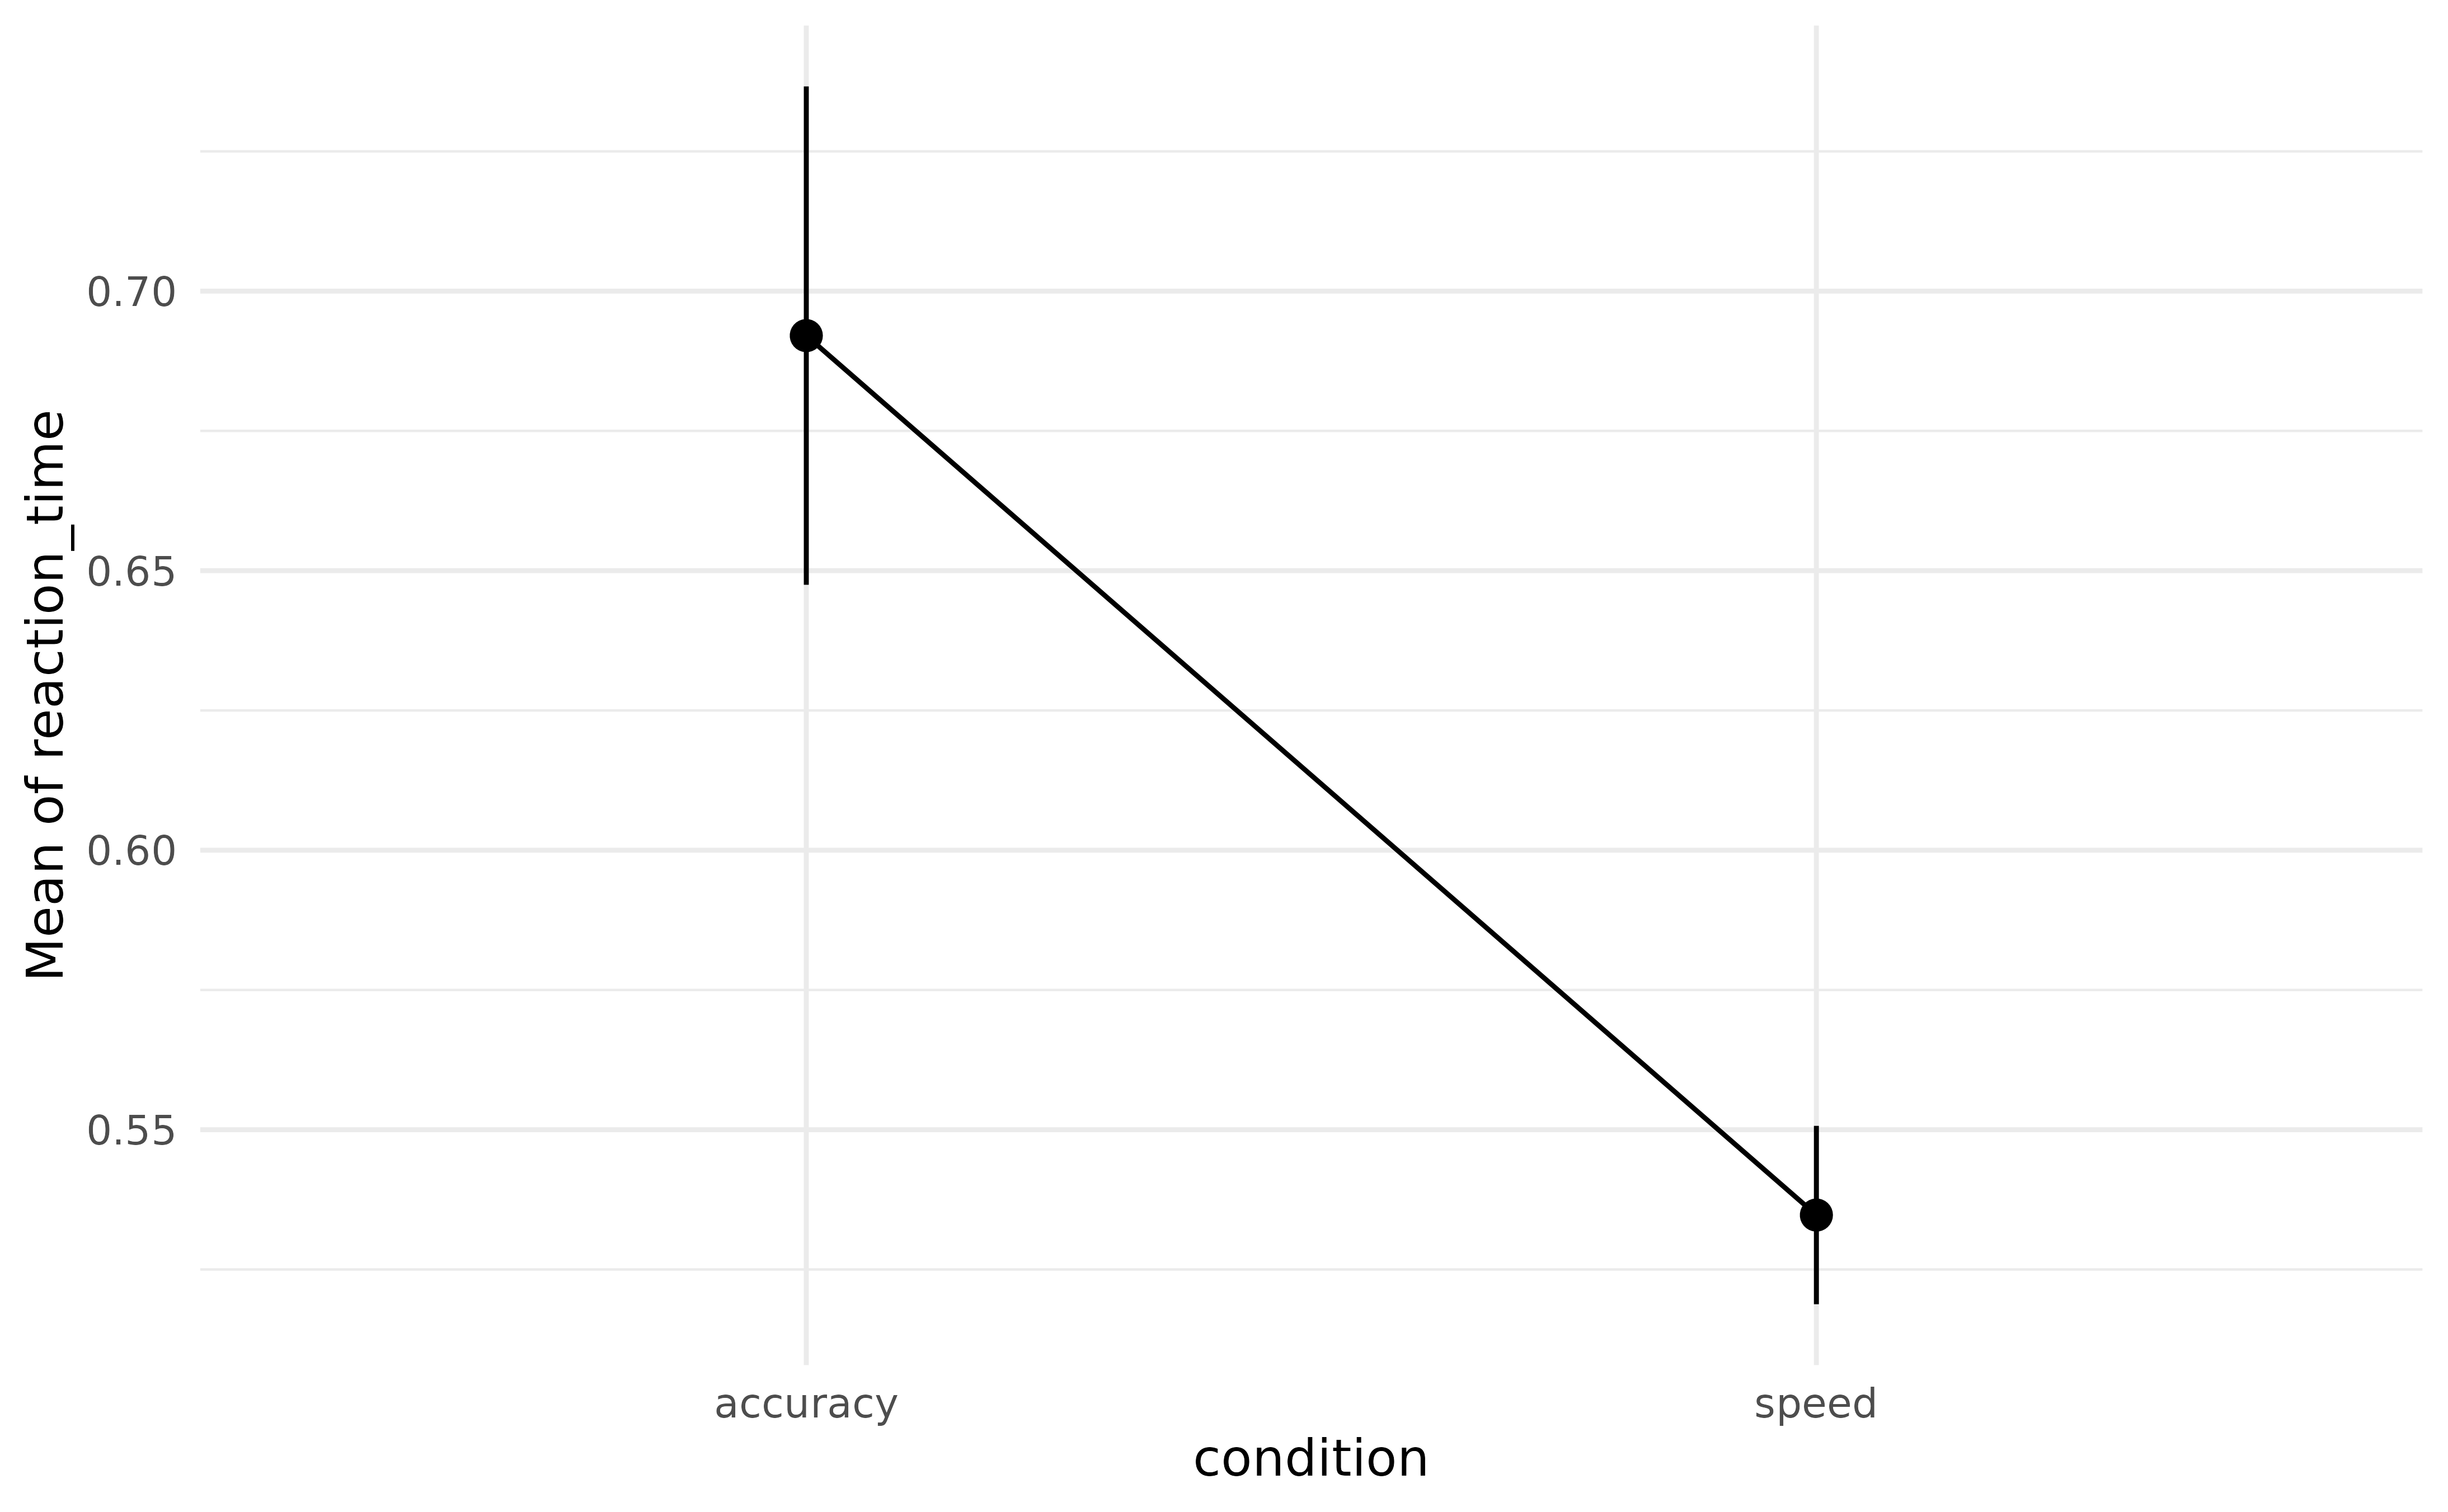 Mean of reaction_time
0.70
0.65
0.60
0.55
accuracy
speed
condition